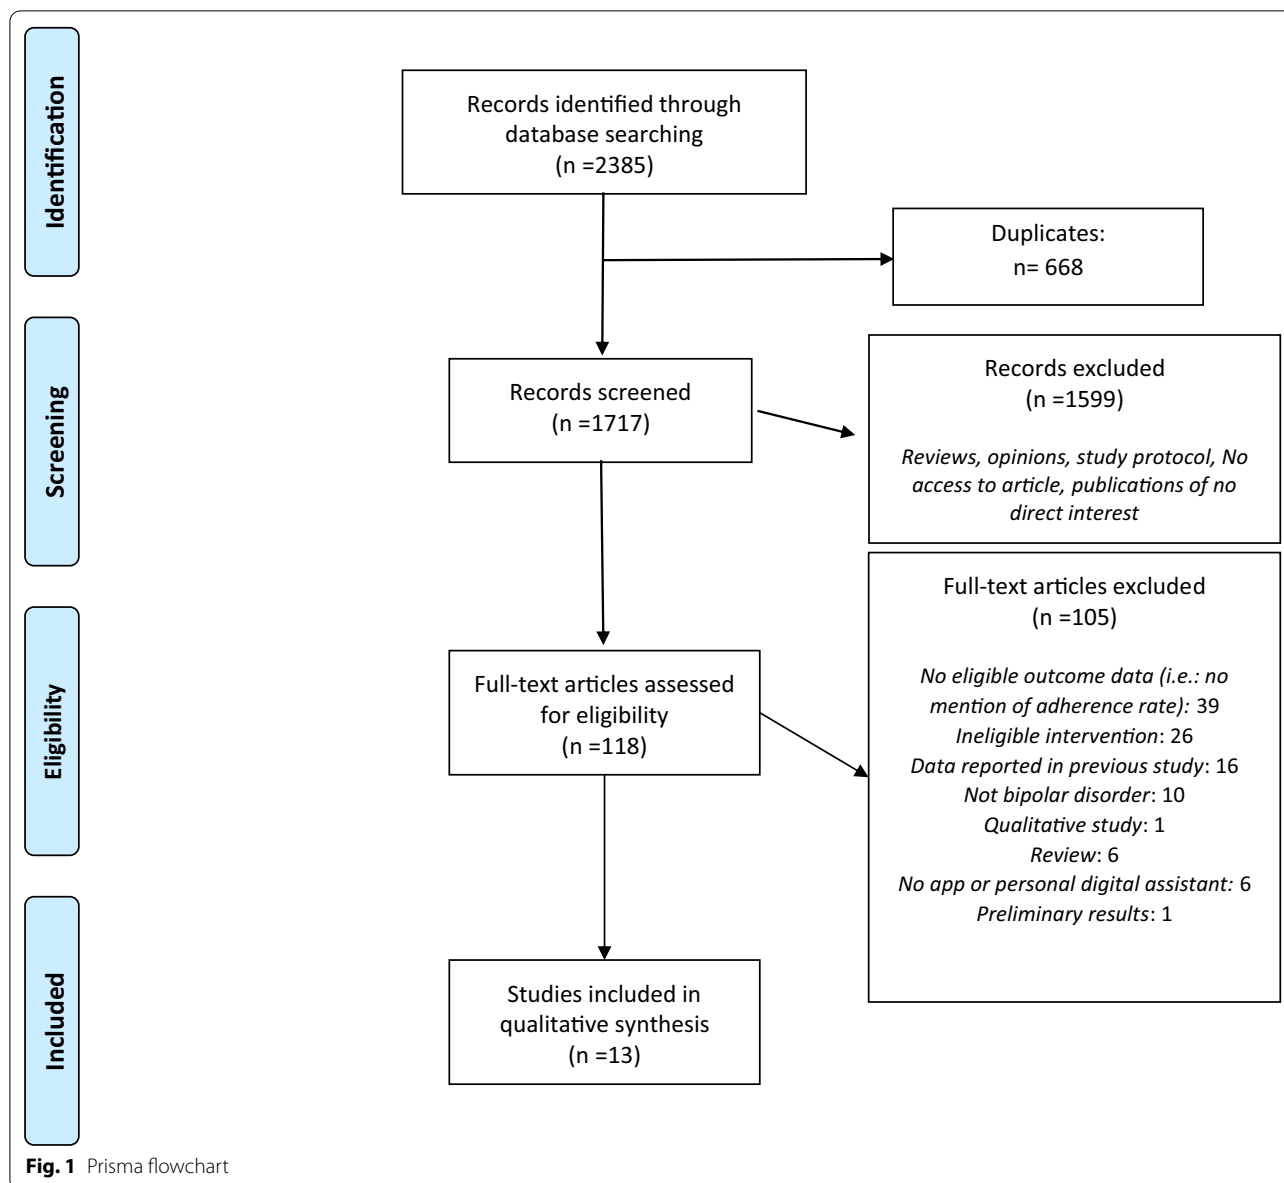 Identification
Records identified through
database searching
(n =2385)
Duplicates:
n= 668
Screening
Records screened
(n =1717)
Records excluded
(n =1599)
Reviews, opinions, study protocol, No
access to article, publications of no
direct interest
Eligibility
Full-text articles assessed
for eligibility
(n =118)
Full-text articles excluded
(n =105)
No eligible outcome data (i.e.: no
mention of adherence rate): 39
Ineligible intervention: 26
Data reported in previous study: 16
Not bipolar disorder: 10
Qualitative study: 1
Review: 6
No app or personal digital assistant: 6
Preliminary results: 1
Included
Studies included in
qualitative synthesis
(n =13)
Fig. 1 Prisma flowchart